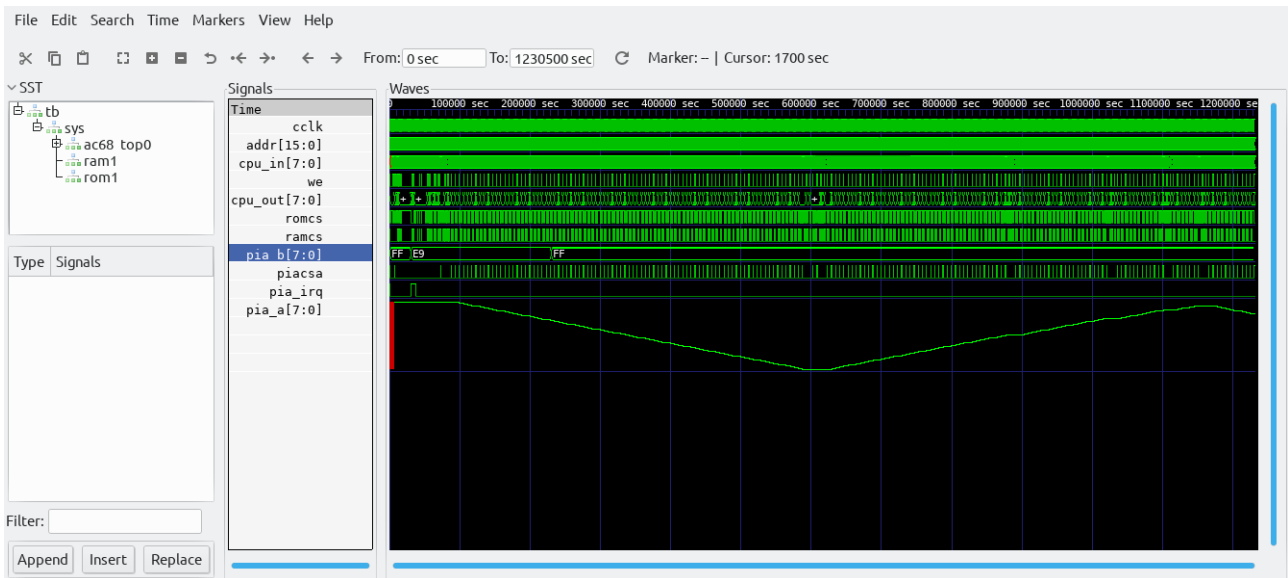 File Edit Search Time Markers View Help
From: 0 sec To: 1230500 sec Marker: -- | Cursor: 1700 sec
SST
tb
sys
ac68_top0
ram1
rom1
Type Signals
Filter:
Append Insert Replace
Signals
Time
cclk
addr[15:0]
cpu_in[7:0]
we
cpu_out[7:0]
romcs
ramcs
pia_b[7:0]
piacsa
pia_irq
pia_a[7:0]
Waves
0 100000 sec 200000 sec 300000 sec 400000 sec 500000 sec 600000 sec 700000 sec 800000 sec 900000 sec 1000000 sec 1100000 sec 1200000 se
+ + +
FF E9 FF